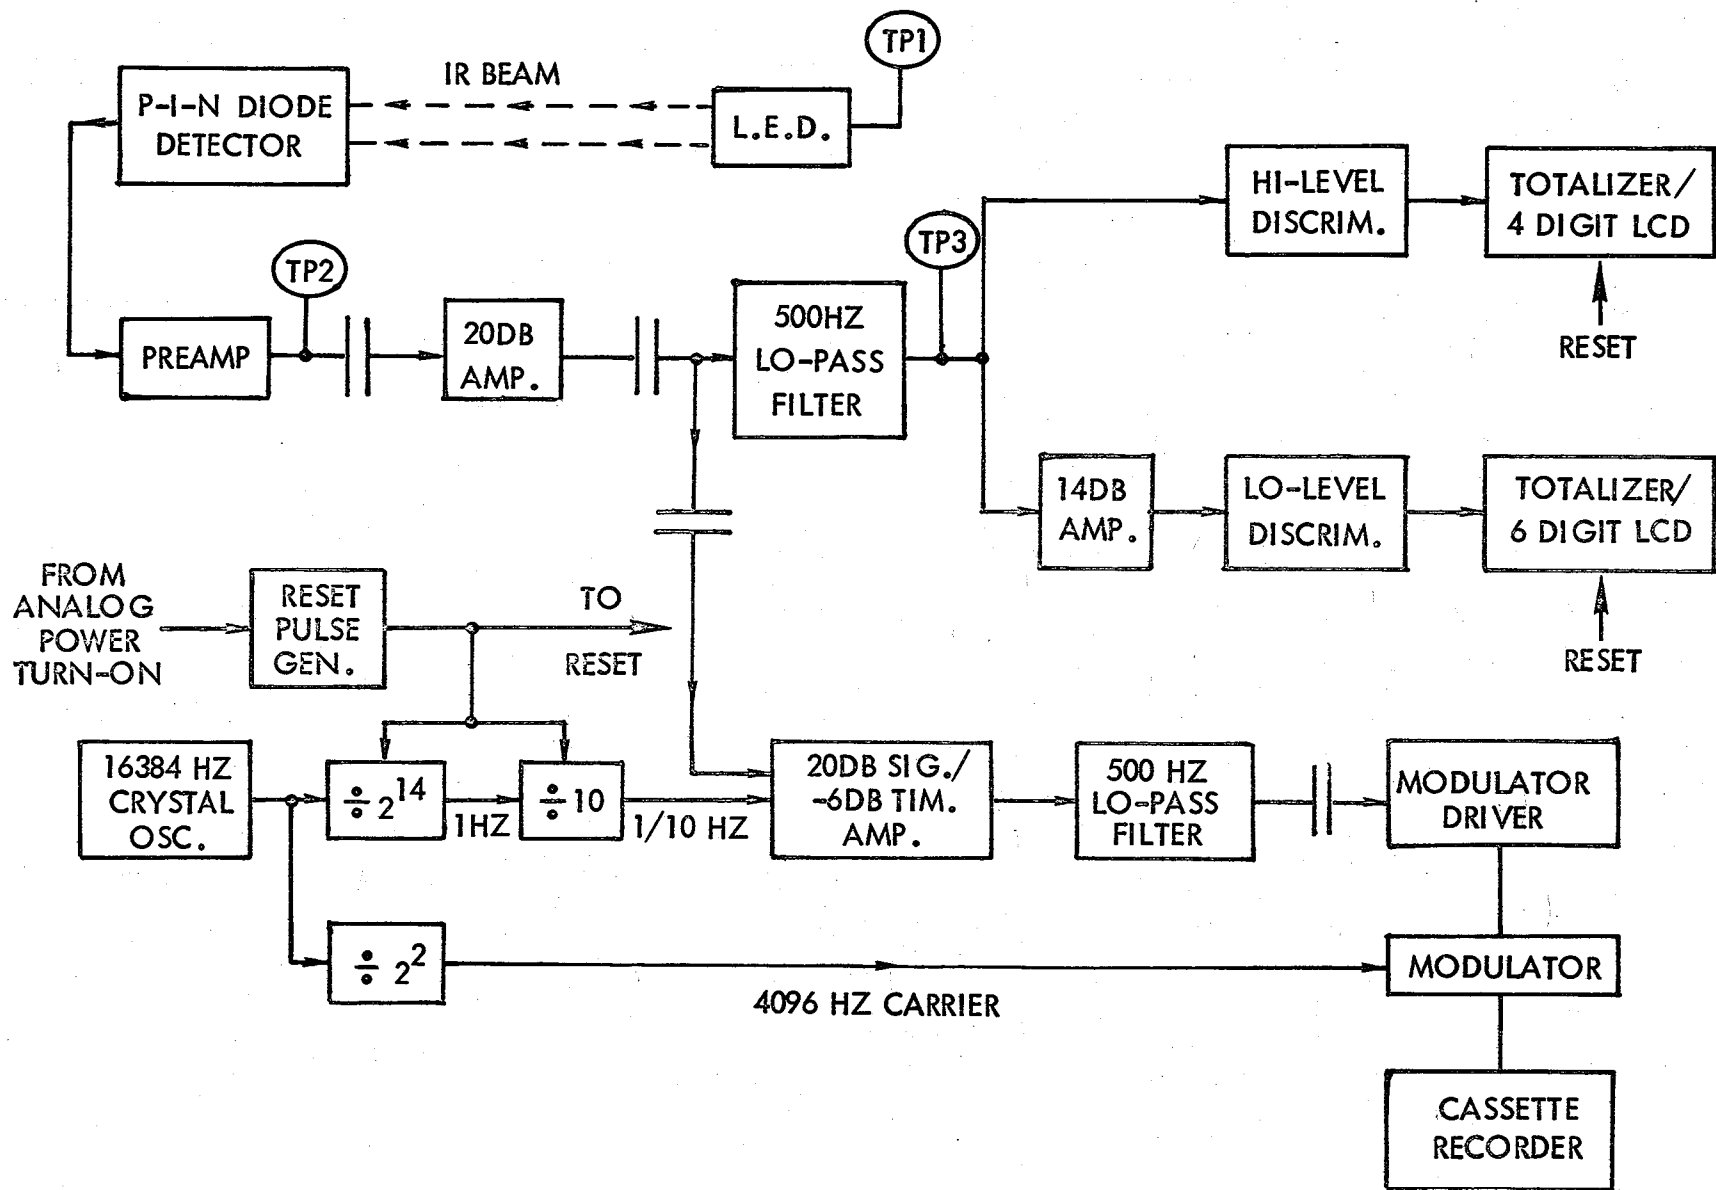 TP1
IR BEAM
P-I-N DIODE
DETECTOR
L.E.D.
HI-LEVEL
DISCRIM.
TOTALIZER/
4 DIGIT LCD
RESET
TP2
TP3
PREAMP
20DB
AMP.
500HZ
LO-PASS
FILTER
14DB
AMP.
LO-LEVEL
DISCRIM.
TOTALIZER/
6 DIGIT LCD
RESET
FROM
ANALOG
POWER
TURN-ON
RESET
PULSE
GEN.
TO
RESET
16384 HZ
CRYSTAL
OSC.
÷ 2^14
1HZ
÷ 10
1/10 HZ
20DB SIG./
-6DB TIM.
AMP.
500 HZ
LO-PASS
FILTER
MODULATOR
DRIVER
÷ 2^2
4096 HZ CARRIER
MODULATOR
CASSETTE
RECORDER